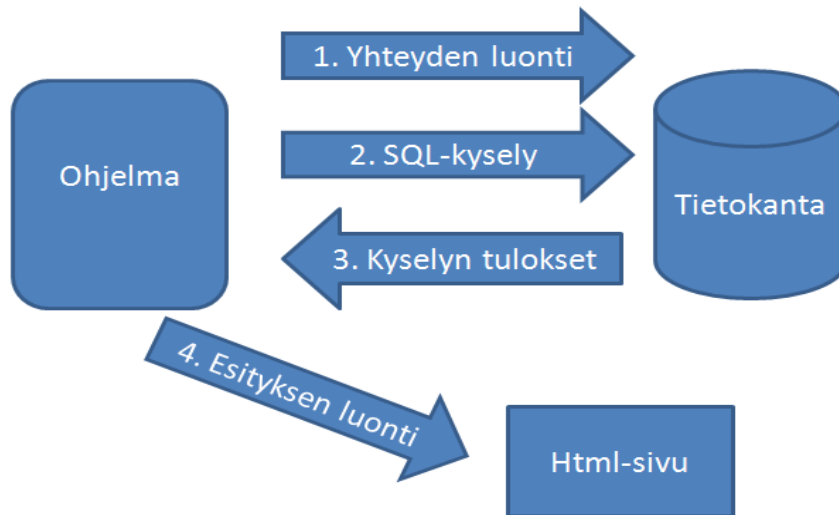 1. Yhteyden luonti
Ohjelma
2. SQL-kysely
Tietokanta
3. Kyselyn tulokset
4. Esityksen luonti
Html-sivu